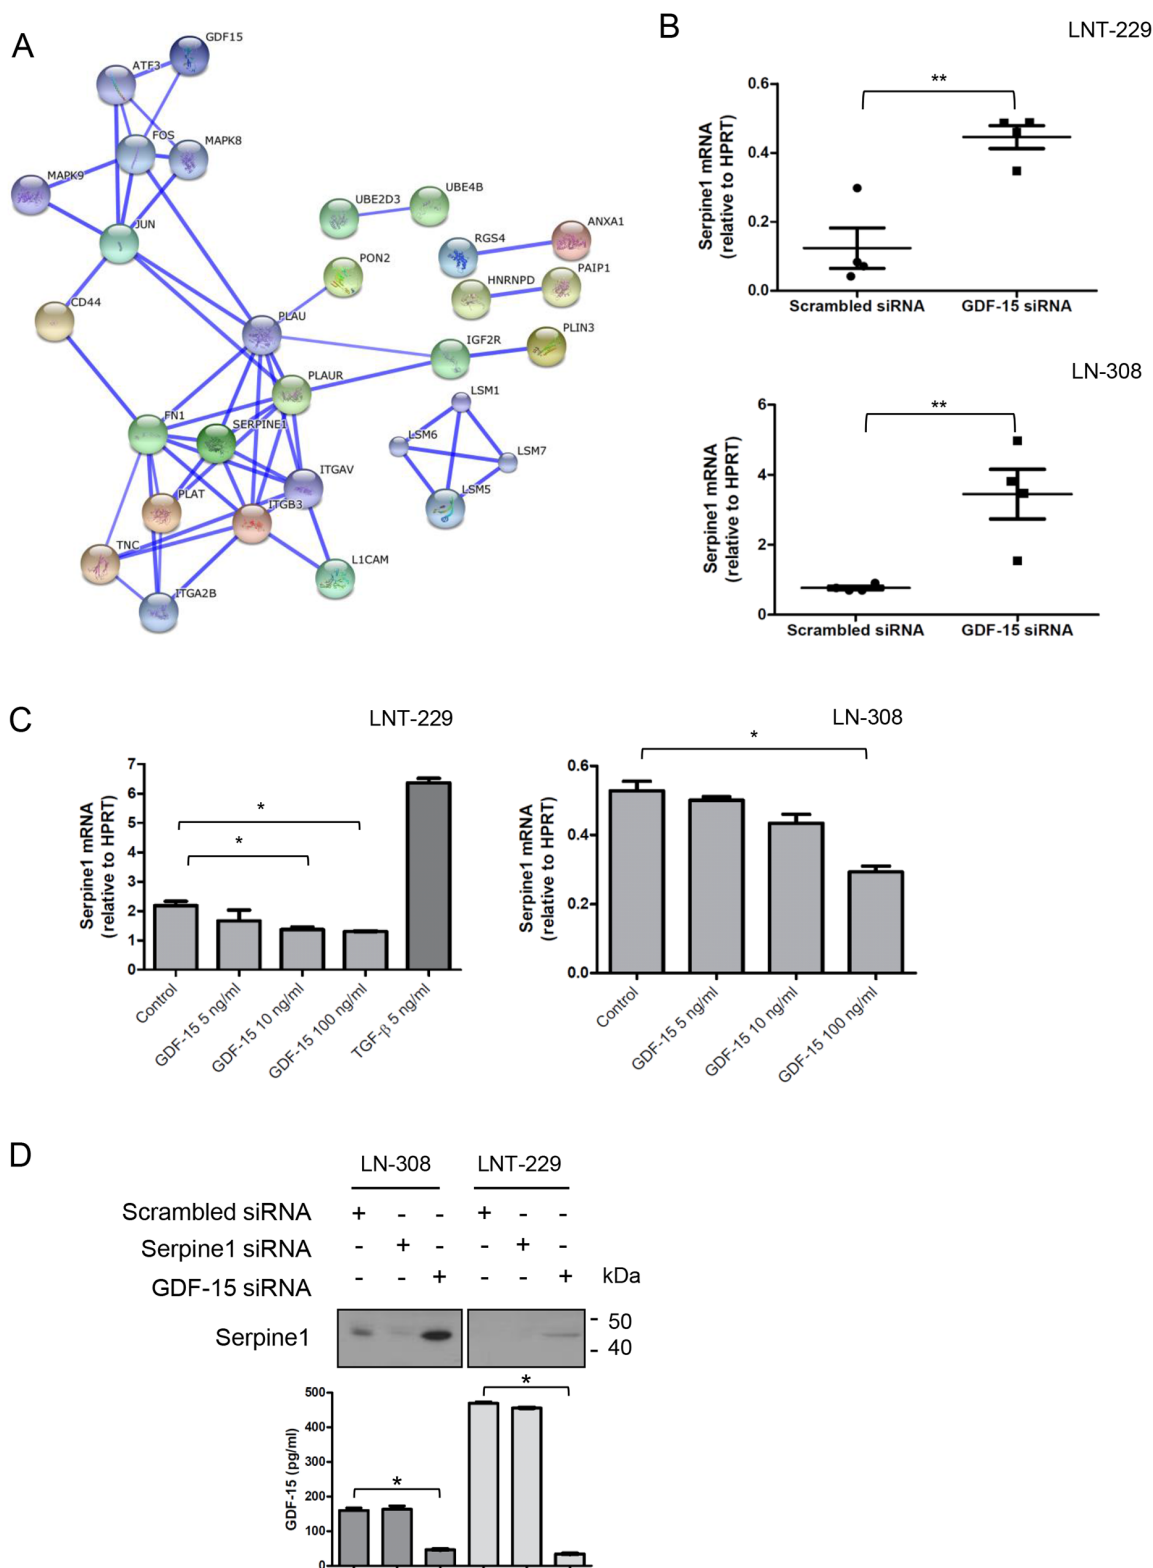 A
GDF15
ATF3
FOS
MAPK8
MAPK9
JUN
UBE2D3
UBE4B
RGS4
ANXA1
PON2
HNRNPD
PAIP1
CD44
PLAU
IGF2R
PLIN3
PLAUR
LSM1
FN1
SERPINE1
LSM6
LSM7
ITGAV
LSM5
PLAT
ITGB3
TNC
L1CAM
ITGA2B
B
LNT-229
**
Serpine1 mRNA
(relative to HPRT)
0.6
0.4
0.2
0.0
Scrambled siRNA
GDF-15 siRNA
LN-308
**
Serpine1 mRNA
(relative to HPRT)
6
4
2
0
Scrambled siRNA
GDF-15 siRNA
C
LNT-229
*
*
Serpine1 mRNA
(relative to HPRT)
7
6
5
4
3
2
1
0
Control
GDF-15 5 ng/ml
GDF-15 10 ng/ml
GDF-15 100 ng/ml
TGF-β 5 ng/ml
LN-308
*
Serpine1 mRNA
(relative to HPRT)
0.6
0.4
0.2
0.0
Control
GDF-15 5 ng/ml
GDF-15 10 ng/ml
GDF-15 100 ng/ml
D
LN-308 LNT-229
Scrambled siRNA + - - + - -
Serpine1 siRNA - + - - + -
GDF-15 siRNA - - + - - + kDa
Serpine1
- 50
- 40
*
*
GDF-15 (pg/ml)
500
400
300
200
100
0